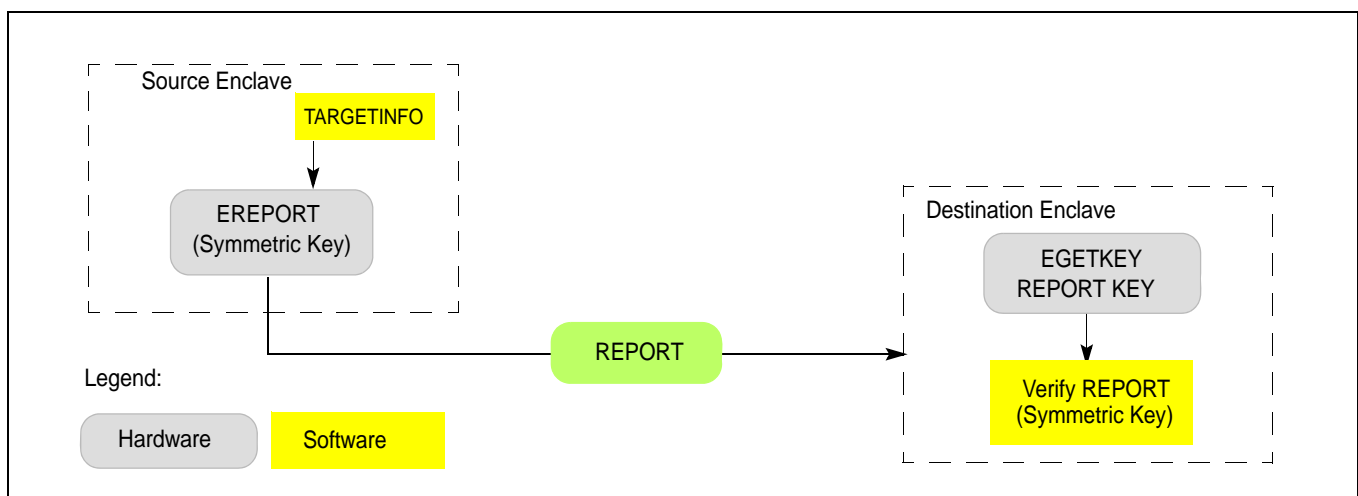 Source Enclave
TARGETINFO
EREPORT
(Symmetric Key)
Destination Enclave
EGETKEY
REPORT KEY
REPORT
Verify REPORT
(Symmetric Key)
Legend:
Hardware
Software